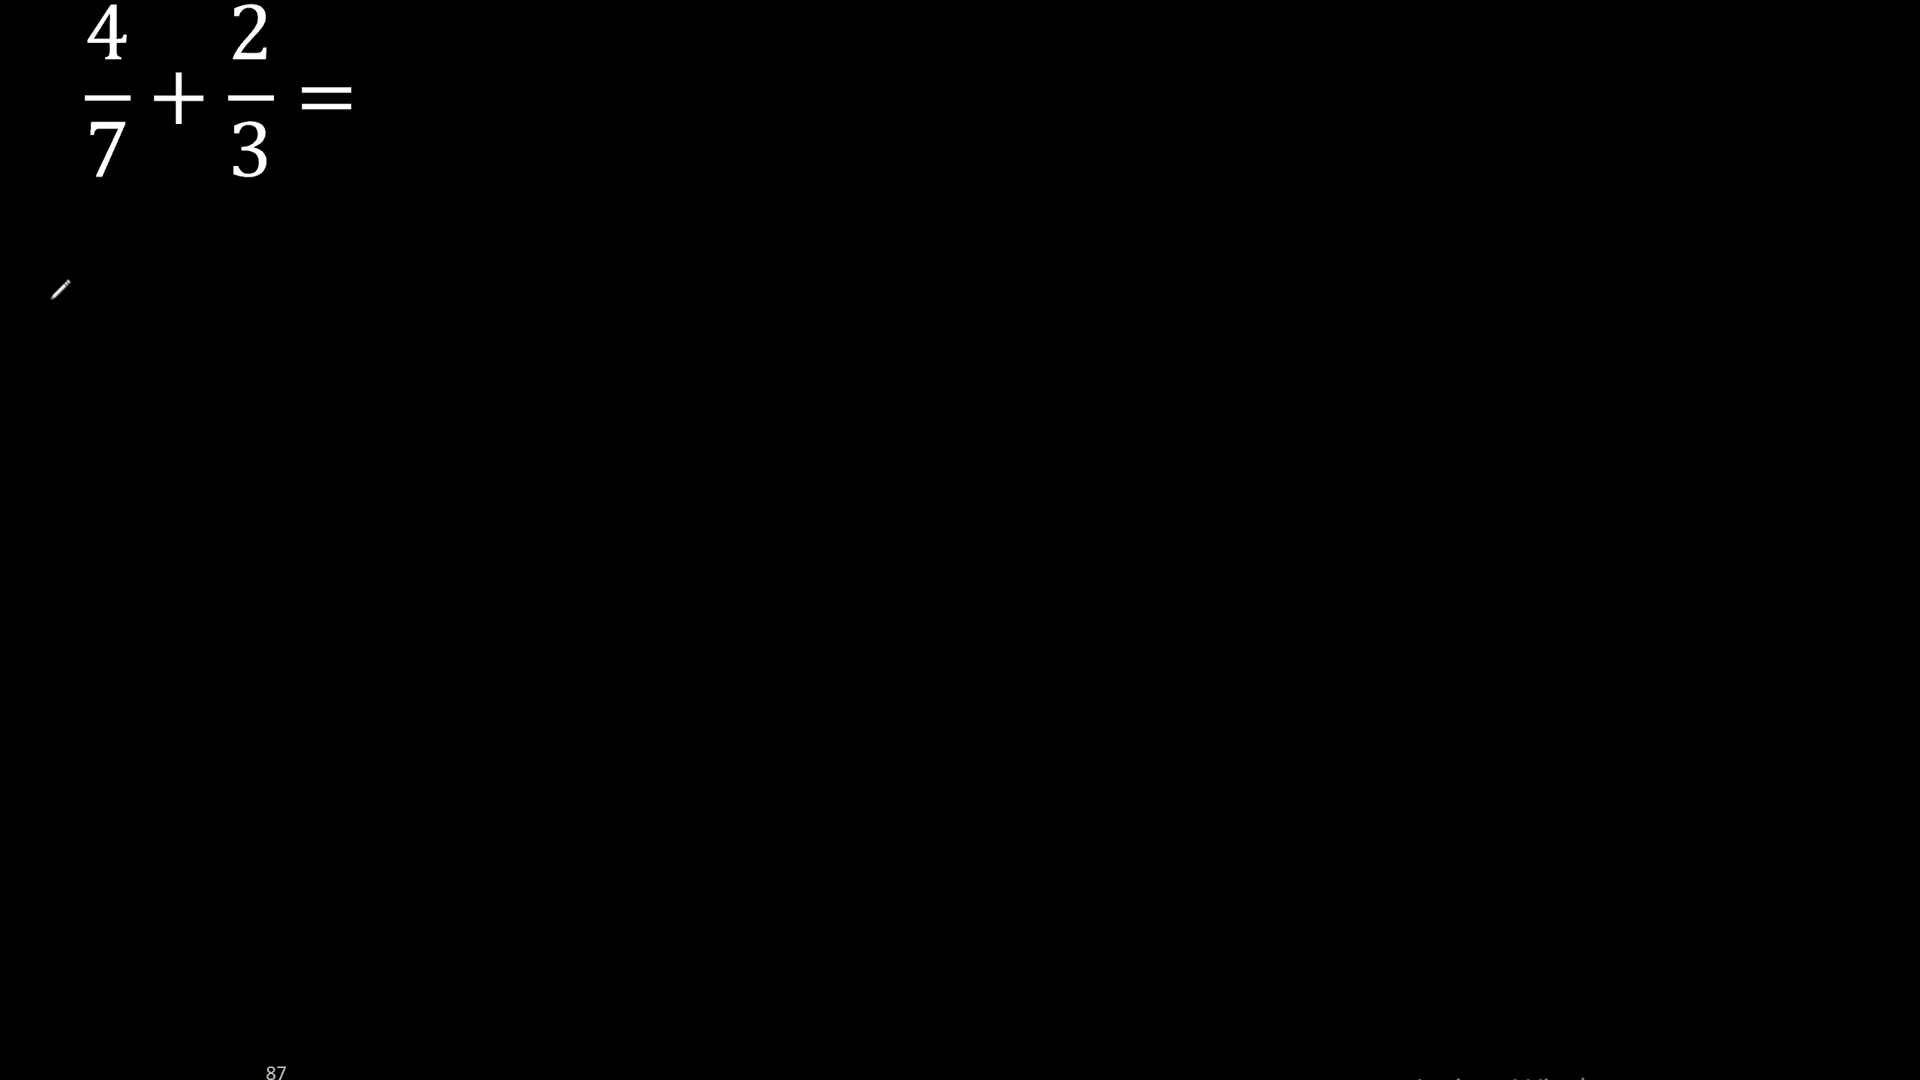 4/7 + 2/3 =
87